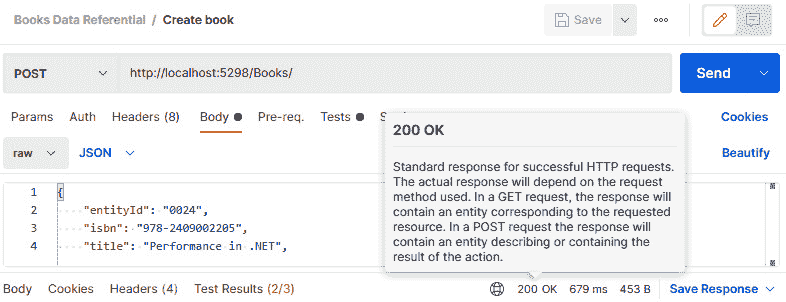 Books Data Referential / Create book
Save
POST
http://localhost:5298/Books/
Send
Params Auth Headers (8) Body Pre-req. Tests Cookies
raw JSON Beautify
200 OK
Standard response for successful HTTP requests.
The actual response will depend on the request
method used. In a GET request, the response will
contain an entity corresponding to the requested
resource. In a POST request the response will
contain an entity describing or containing the
result of the action.
1 {
2 "entityId": "0024",
3 "isbn": "978-2409002205",
4 "title": "Performance in .NET",
Body Cookies Headers (4) Test Results (2/3) 200 OK 679 ms 453 B Save Response